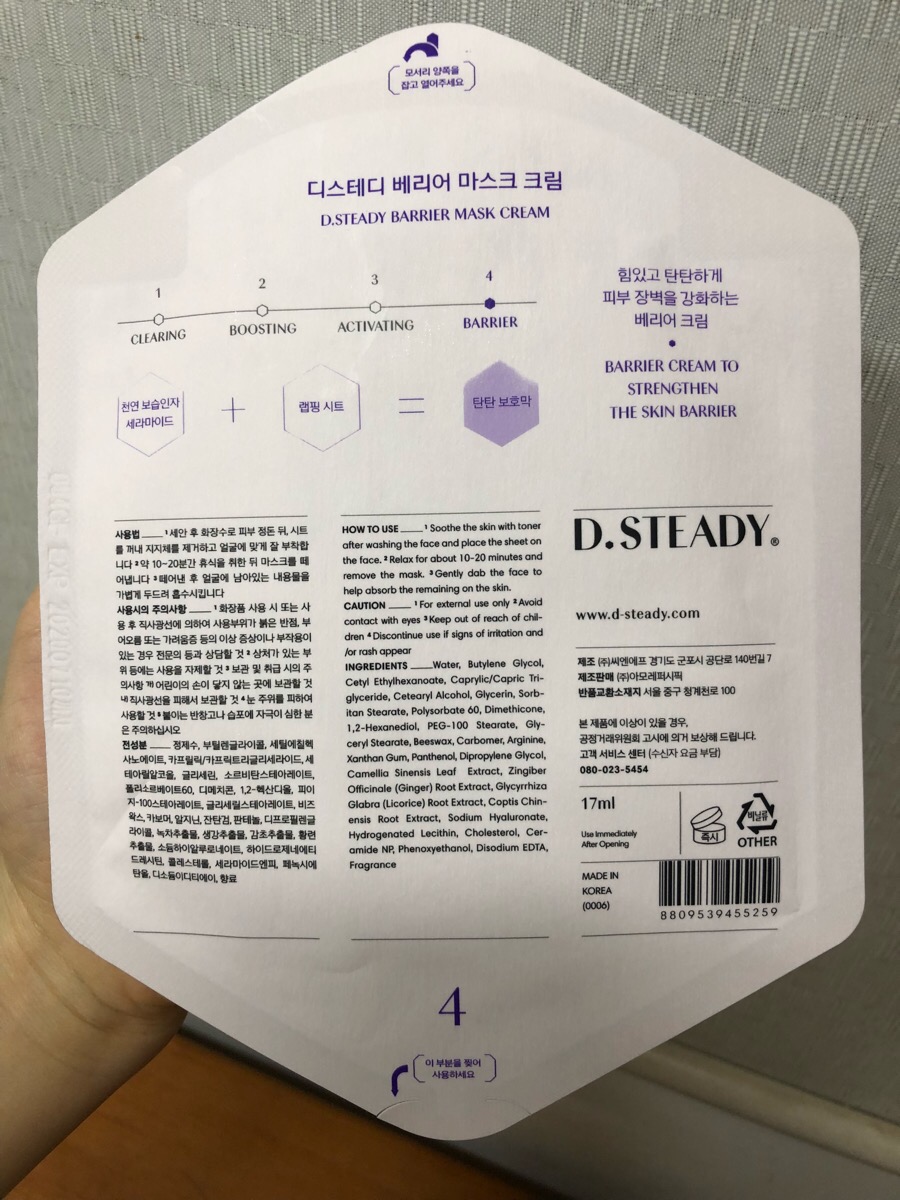 모서리 양쪽을
잡고 열어주세요
디스테디 베리어 마스크 크림
D.STEADY BARRIER MASK CREAM
1
2
3
4
CLEARING
BOOSTING
ACTIVATING
BARRIER
천연 보습인자
세라마이드
+
랩핑 시트
=
탄탄 보호막
힘있고 탄탄하게
피부 장벽을 강화하는
베리어 크림
BARRIER CREAM TO
STRENGTHEN
THE SKIN BARRIER
사용법 ____ ¹ 세안 후 화장수로 피부 정돈 뒤, 시트
를 꺼내 지지체를 제거하고 얼굴에 맞게 잘 부착합
니다 ² 약 10~20분간 휴식을 취한 뒤 마스크를 떼
어냅니다 ³ 떼어낸 후 얼굴에 남아있는 내용물을
가볍게 두드려 흡수시킵니다
사용시의 주의사항 ____ ¹ 화장품 사용 시 또는 사
용 후 직사광선에 의하여 사용부위가 붉은 반점, 부
어오름 또는 가려움증 등의 이상 증상이나 부작용이
있는 경우 전문의 등과 상담할 것 ² 상처가 있는 부
위 등에는 사용을 자제할 것 ³ 보관 및 취급 시의 주
의사항 ᵏ⁾ 어린이의 손이 닿지 않는 곳에 보관할 것
직사광선을 피해서 보관할 것 ⁴ 눈 주위를 피하여
사용할 것 ⁵ 붙이는 반창고나 습포에 자극이 심한 분
은 주의하십시오
전성분 ____ 정제수, 부틸렌글라이콜, 세틸에칠헥
사노에이트, 카프릴릭/카프릭트리글리세라이드, 세
테아릴알코올, 글리세린, 소르비탄스테아레이트,
폴리소르베이트60, 디메치콘, 1,2-헥산디올, 피이
지-100스테아레이트, 글리세릴스테아레이트, 비즈
왁스, 카보머, 알지닌, 잔탄검, 판테놀, 디프로필렌글
라이콜, 녹차추출물, 생강추출물, 감초추출물, 황련
추출물, 소듐하이알루로네이트, 하이드로제네이티
드레시틴, 콜레스테롤, 세라마이드엔피, 페녹시에
탄올, 디소듐이디티에이, 향료
HOW TO USE ____ ¹ Soothe the skin with toner
after washing the face and place the sheet on
the face. ² Relax for about 10-20 minutes and
remove the mask. ³ Gently dab the face to
help absorb the remaining on the skin.
CAUTION ____ ¹ For external use only ² Avoid
contact with eyes ³ Keep out of reach of chil-
dren ⁴ Discontinue use if signs of irritation and
/or rash appear
INGREDIENTS ____ Water, Butylene Glycol,
Cetyl Ethylhexanoate, Caprylic/Capric Tri-
glyceride, Cetearyl Alcohol, Glycerin, Sorb-
itan Stearate, Polysorbate 60, Dimethicone,
1,2-Hexanediol, PEG-100 Stearate, Gly-
ceryl Stearate, Beeswax, Carbomer, Arginine,
Xanthan Gum, Panthenol, Dipropylene Glycol,
Camellia Sinensis Leaf Extract, Zingiber
Officinale (Ginger) Root Extract, Glycyrrhiza
Glabra (Licorice) Root Extract, Coptis Chin-
ensis Root Extract, Sodium Hyaluronate,
Hydrogenated Lecithin, Cholesterol, Cer-
amide NP, Phenoxyethanol, Disodium EDTA,
Fragrance
D.STEADY®
www.d-steady.com
제조 (주)씨엔에프 경기도 군포시 공단로 140번길 7
제조판매 (주)아모레퍼시픽
반품교환소재지 서울 중구 청계천로 100
본 제품에 이상이 있을 경우,
공정거래위원회 고시에 의거 보상해 드립니다.
고객 서비스 센터 (수신자 요금 부담)
080-023-5454
17ml
Use Immediately
After Opening
즉시
비닐류
OTHER
MADE IN
KOREA
(0006)
8809539455259
4
이 부분을 찢어
사용하세요